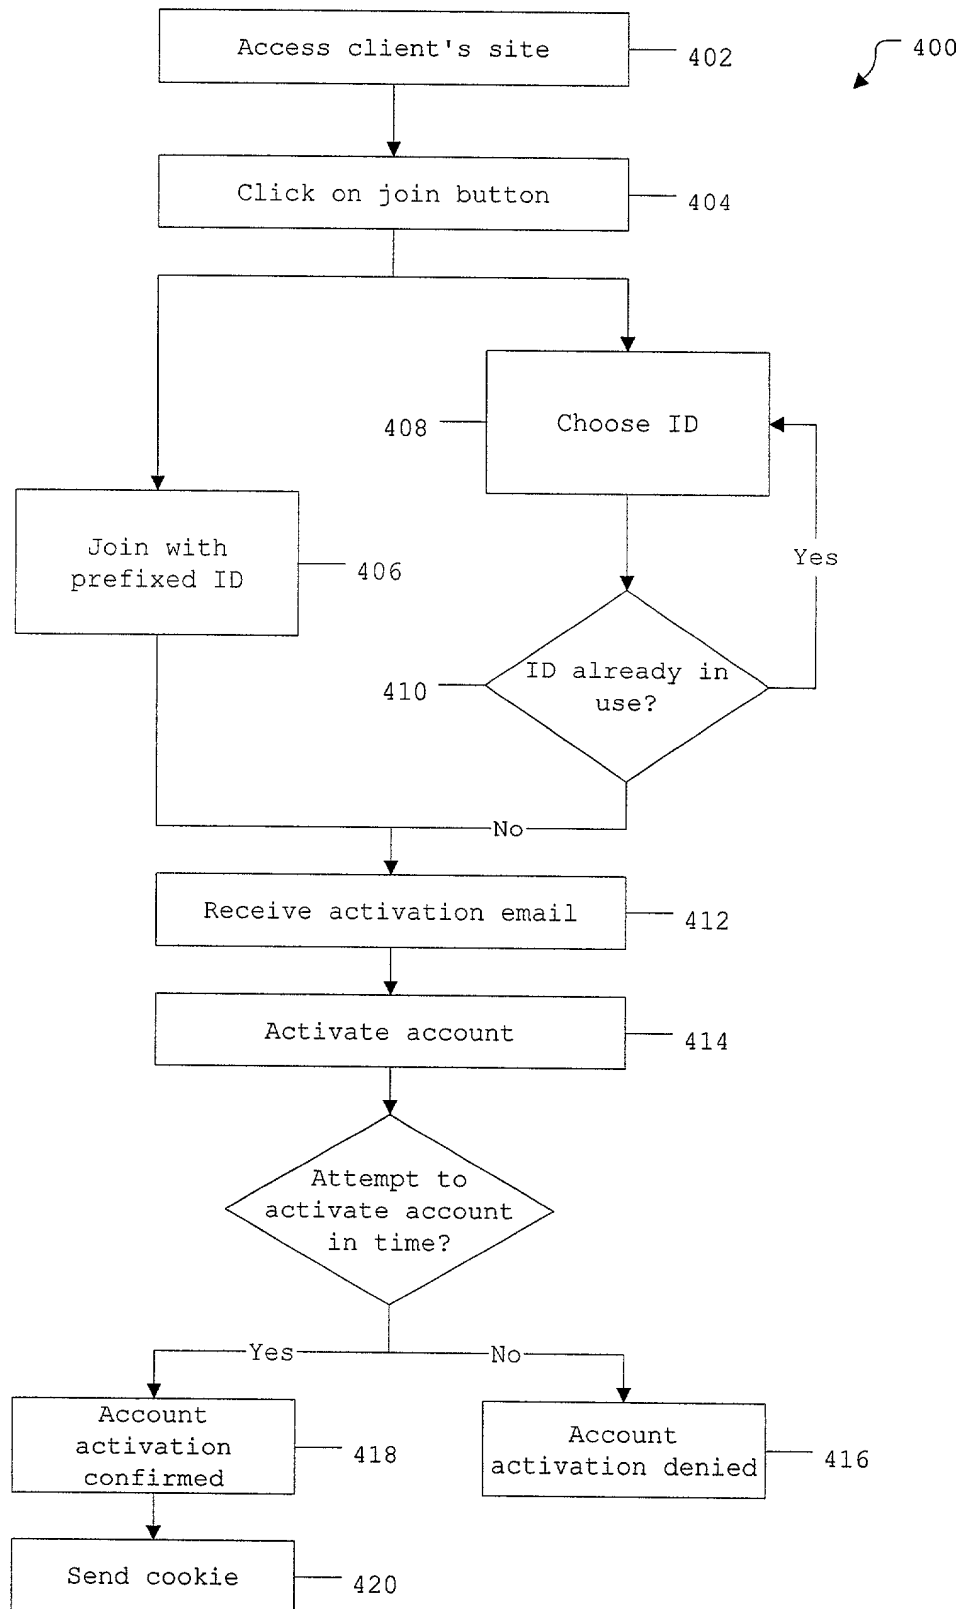 Access client's site
402
400
Click on join button
404
408
Choose ID
Join with
prefixed ID
406
Yes
410
ID already in
use?
No
Receive activation email
412
Activate account
414
Attempt to
activate account
in time?
Yes
No
Account
activation
confirmed
418
Account
activation denied
416
Send cookie
420